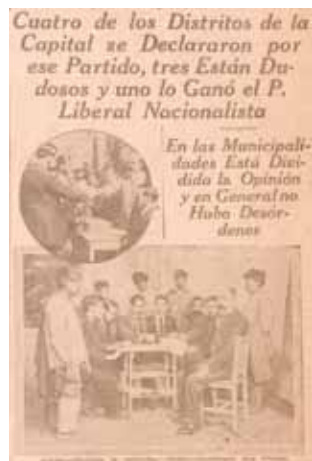 Cuatro de los Distritos de la
Capital se Declararon por
ese Partido, tres Están Du-
dosos y uno lo Ganó el P.
Liberal Nacionalista
En las Municipali-
dades Está Divi-
dida la Opinión
y en General no
Hubo Desór-
denes